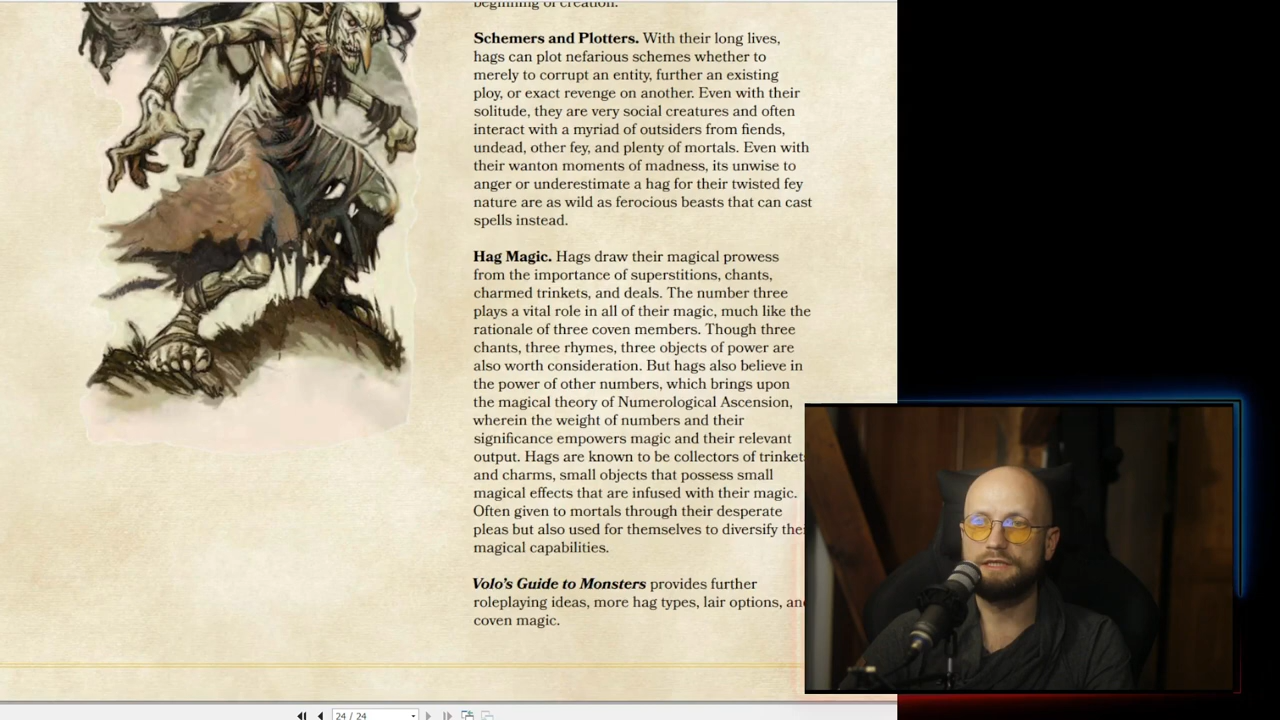 beginning of creation.
Schemers and Plotters. With their long lives,
hags can plot nefarious schemes whether to
merely to corrupt an entity, further an existing
ploy, or exact revenge on another. Even with their
solitude, they are very social creatures and often
interact with a myriad of outsiders from fiends,
undead, other fey, and plenty of mortals. Even with
their wanton moments of madness, its unwise to
anger or underestimate a hag for their twisted fey
nature are as wild as ferocious beasts that can cast
spells instead.
Hag Magic. Hags draw their magical prowess
from the importance of superstitions, chants,
charmed trinkets, and deals. The number three
plays a vital role in all of their magic, much like the
rationale of three coven members. Though three
chants, three rhymes, three objects of power are
also worth consideration. But hags also believe in
the power of other numbers, which brings upon
the magical theory of Numerological Ascension,
wherein the weight of numbers and their
significance empowers magic and their relevant
output. Hags are known to be collectors of trinkets
and charms, small objects that possess small
magical effects that are infused with their magic.
Often given to mortals through their desperate
pleas but also used for themselves to diversify thei
magical capabilities.
Volo's Guide to Monsters provides further
roleplaying ideas, more hag types, lair options, and
coven magic.
24 / 24